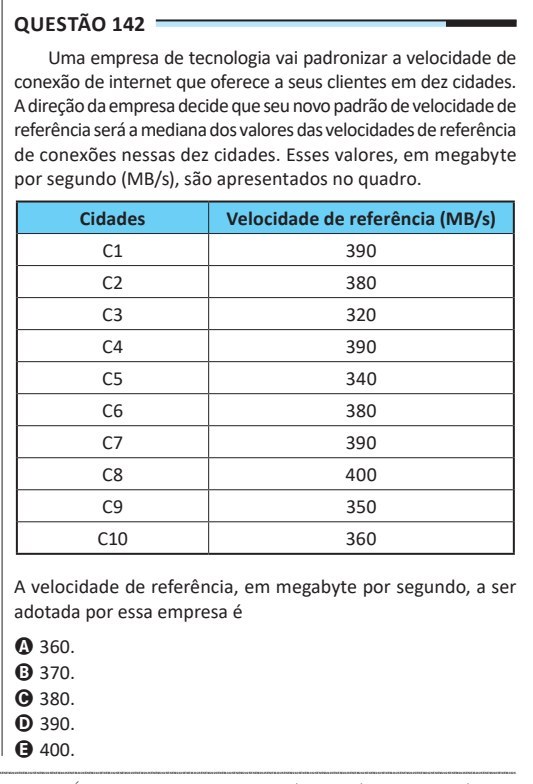 QUESTÃO 142
Uma empresa de tecnologia vai padronizar a velocidade de
conexão de internet que oferece a seus clientes em dez cidades.
A direção da empresa decide que seu novo padrão de velocidade de
referência será a mediana dos valores das velocidades de referência
de conexões nessas dez cidades. Esses valores, em megabyte
por segundo (MB/s), são apresentados no quadro.
Cidades Velocidade de referência (MB/s)
C1 390
C2 380
C3 320
C4 390
C5 340
C6 380
C7 390
C8 400
C9 350
C10 360
A velocidade de referência, em megabyte por segundo, a ser
adotada por essa empresa é
A 360.
B 370.
C 380.
D 390.
E 400.